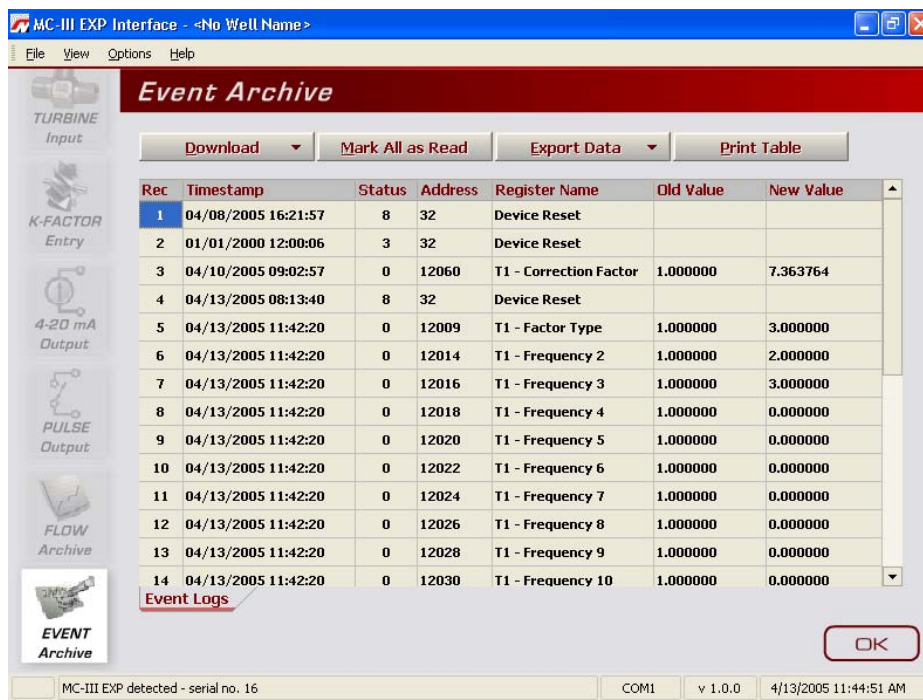 MC-III EXP Interface - <No Well Name>
File View Options Help
Event Archive
TURBINE
Input
K-FACTOR
Entry
4-20 mA
Output
PULSE
Output
FLOW
Archive
EVENT
Archive
Download Mark All as Read Export Data Print Table
Rec Timestamp Status Address Register Name Old Value New Value
1 04/08/2005 16:21:57 8 32 Device Reset
2 01/01/2000 12:00:06 3 32 Device Reset
3 04/10/2005 09:02:57 0 12060 T1 - Correction Factor 1.000000 7.363764
4 04/13/2005 08:13:40 8 32 Device Reset
5 04/13/2005 11:42:20 0 12009 T1 - Factor Type 1.000000 3.000000
6 04/13/2005 11:42:20 0 12014 T1 - Frequency 2 1.000000 2.000000
7 04/13/2005 11:42:20 0 12016 T1 - Frequency 3 1.000000 3.000000
8 04/13/2005 11:42:20 0 12018 T1 - Frequency 4 1.000000 0.000000
9 04/13/2005 11:42:20 0 12020 T1 - Frequency 5 1.000000 0.000000
10 04/13/2005 11:42:20 0 12022 T1 - Frequency 6 1.000000 0.000000
11 04/13/2005 11:42:20 0 12024 T1 - Frequency 7 1.000000 0.000000
12 04/13/2005 11:42:20 0 12026 T1 - Frequency 8 1.000000 0.000000
13 04/13/2005 11:42:20 0 12028 T1 - Frequency 9 1.000000 0.000000
14 04/13/2005 11:42:20 0 12030 T1 - Frequency 10 1.000000 0.000000
Event Logs
OK
MC-III EXP detected - serial no. 16 COM1 v 1.0.0 4/13/2005 11:44:51 AM